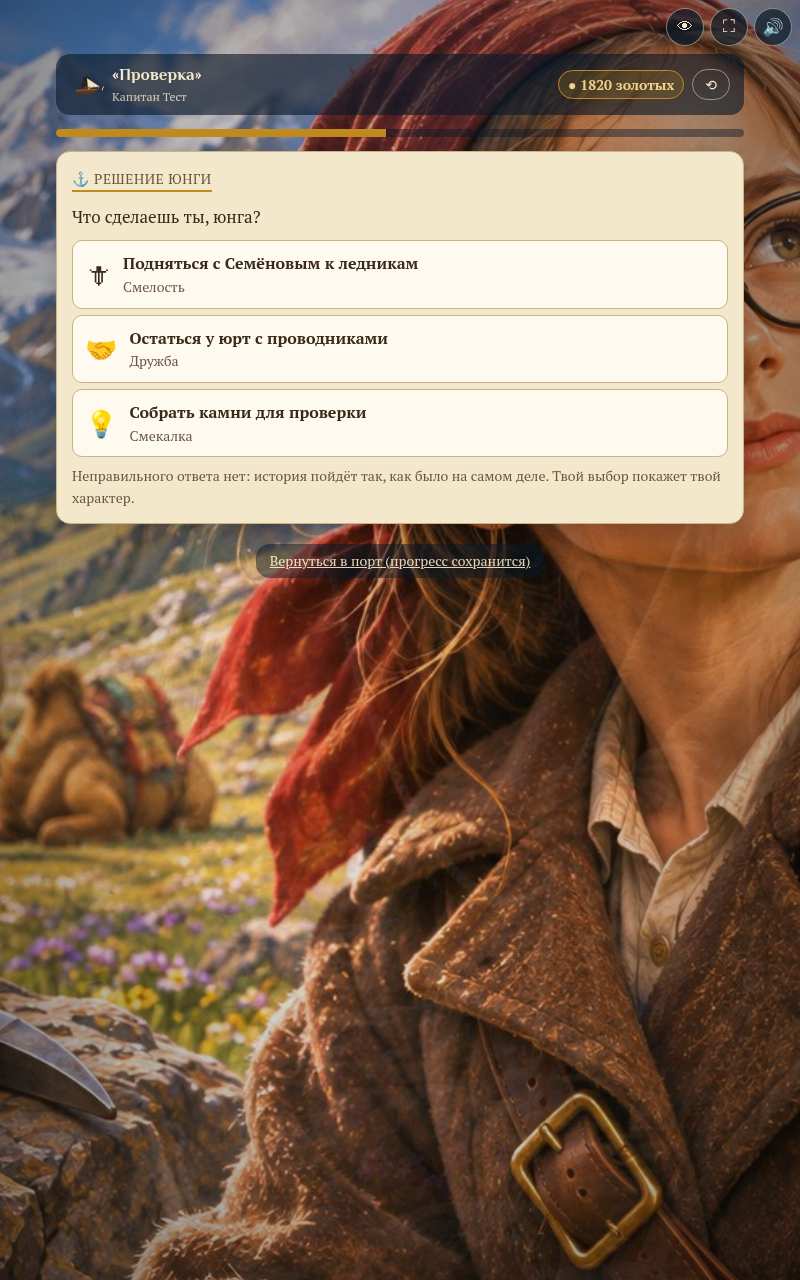 «Проверка»
Капитан Тест
● 1820 золотых
РЕШЕНИЕ ЮНГИ
Что сделаешь ты, юнга?
Подняться с Семёновым к ледникам
Смелость
Остаться у юрт с проводниками
Дружба
Собрать камни для проверки
Смекалка
Неправильного ответа нет: история пойдёт так, как было на самом деле. Твой выбор покажет твой
характер.
Вернуться в порт (прогресс сохранится)